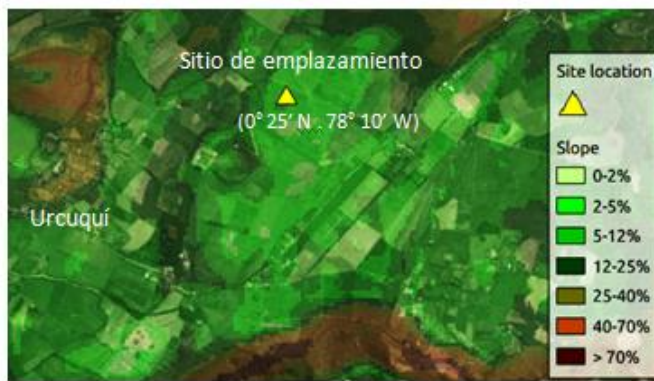 Sitio de emplazamiento
(0° 25' N . 78° 10' W)
Urcuquí
Site location
Slope
0-2%
2-5%
5-12%
12-25%
25-40%
40-70%
> 70%